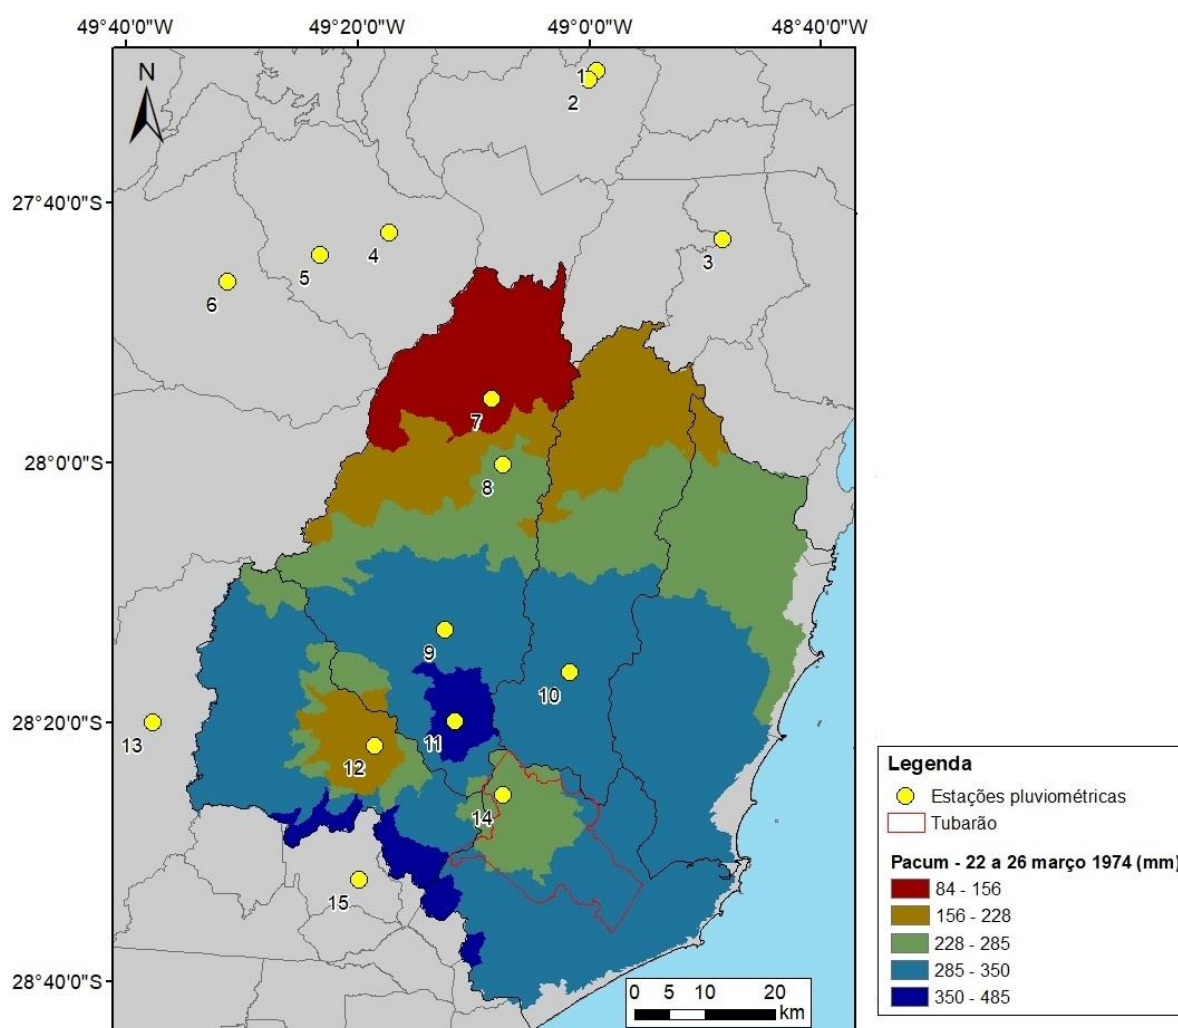 49°40'0"W 49°20'0"W 49°0'0"W 48°40'0"W
N
1
2
27°40'0"S
3
4
5
6
7
28°0'0"S
8
9
10
28°20'0"S
11
12
13
14
15
28°40'0"S
0 5 10 20
km
Legenda
Estações pluviométricas
Tubarão
Pacum - 22 a 26 março 1974 (mm)
84 - 156
156 - 228
228 - 285
285 - 350
350 - 485